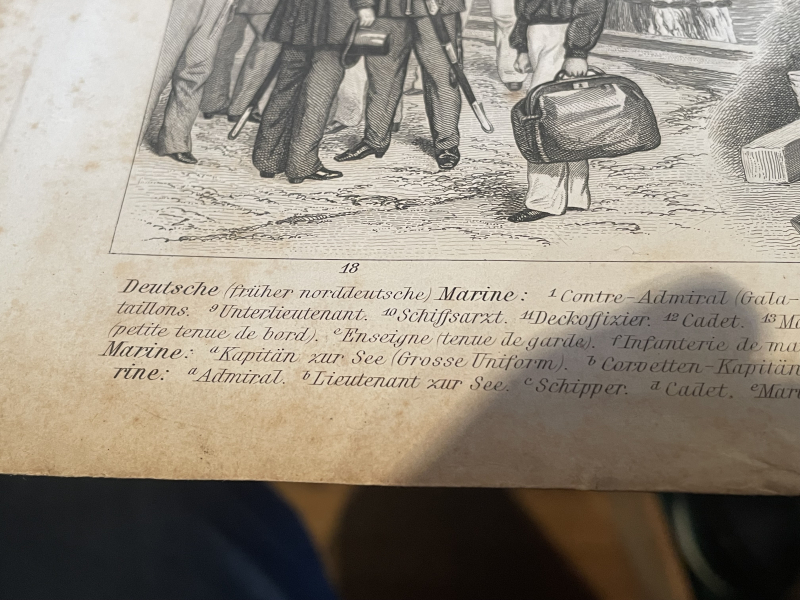 18
Deutsche (früher norddeutsche) Marine: 1 Contre-Admiral (Gala-
taillons. 9 Unterlieutenant. 10 Schiffsarzt. 11 Deckoffizier. 12 Cadet. 13
(petite tenue de bord). e Enseigne (tenue de garde). f Infanterie de
Marine: a Kapitän zur See (Grosse Uniform). b Corvetten-Kapitän
rine: a Admiral. b Lieutenant zur See. c Schipper. d Cadet. e